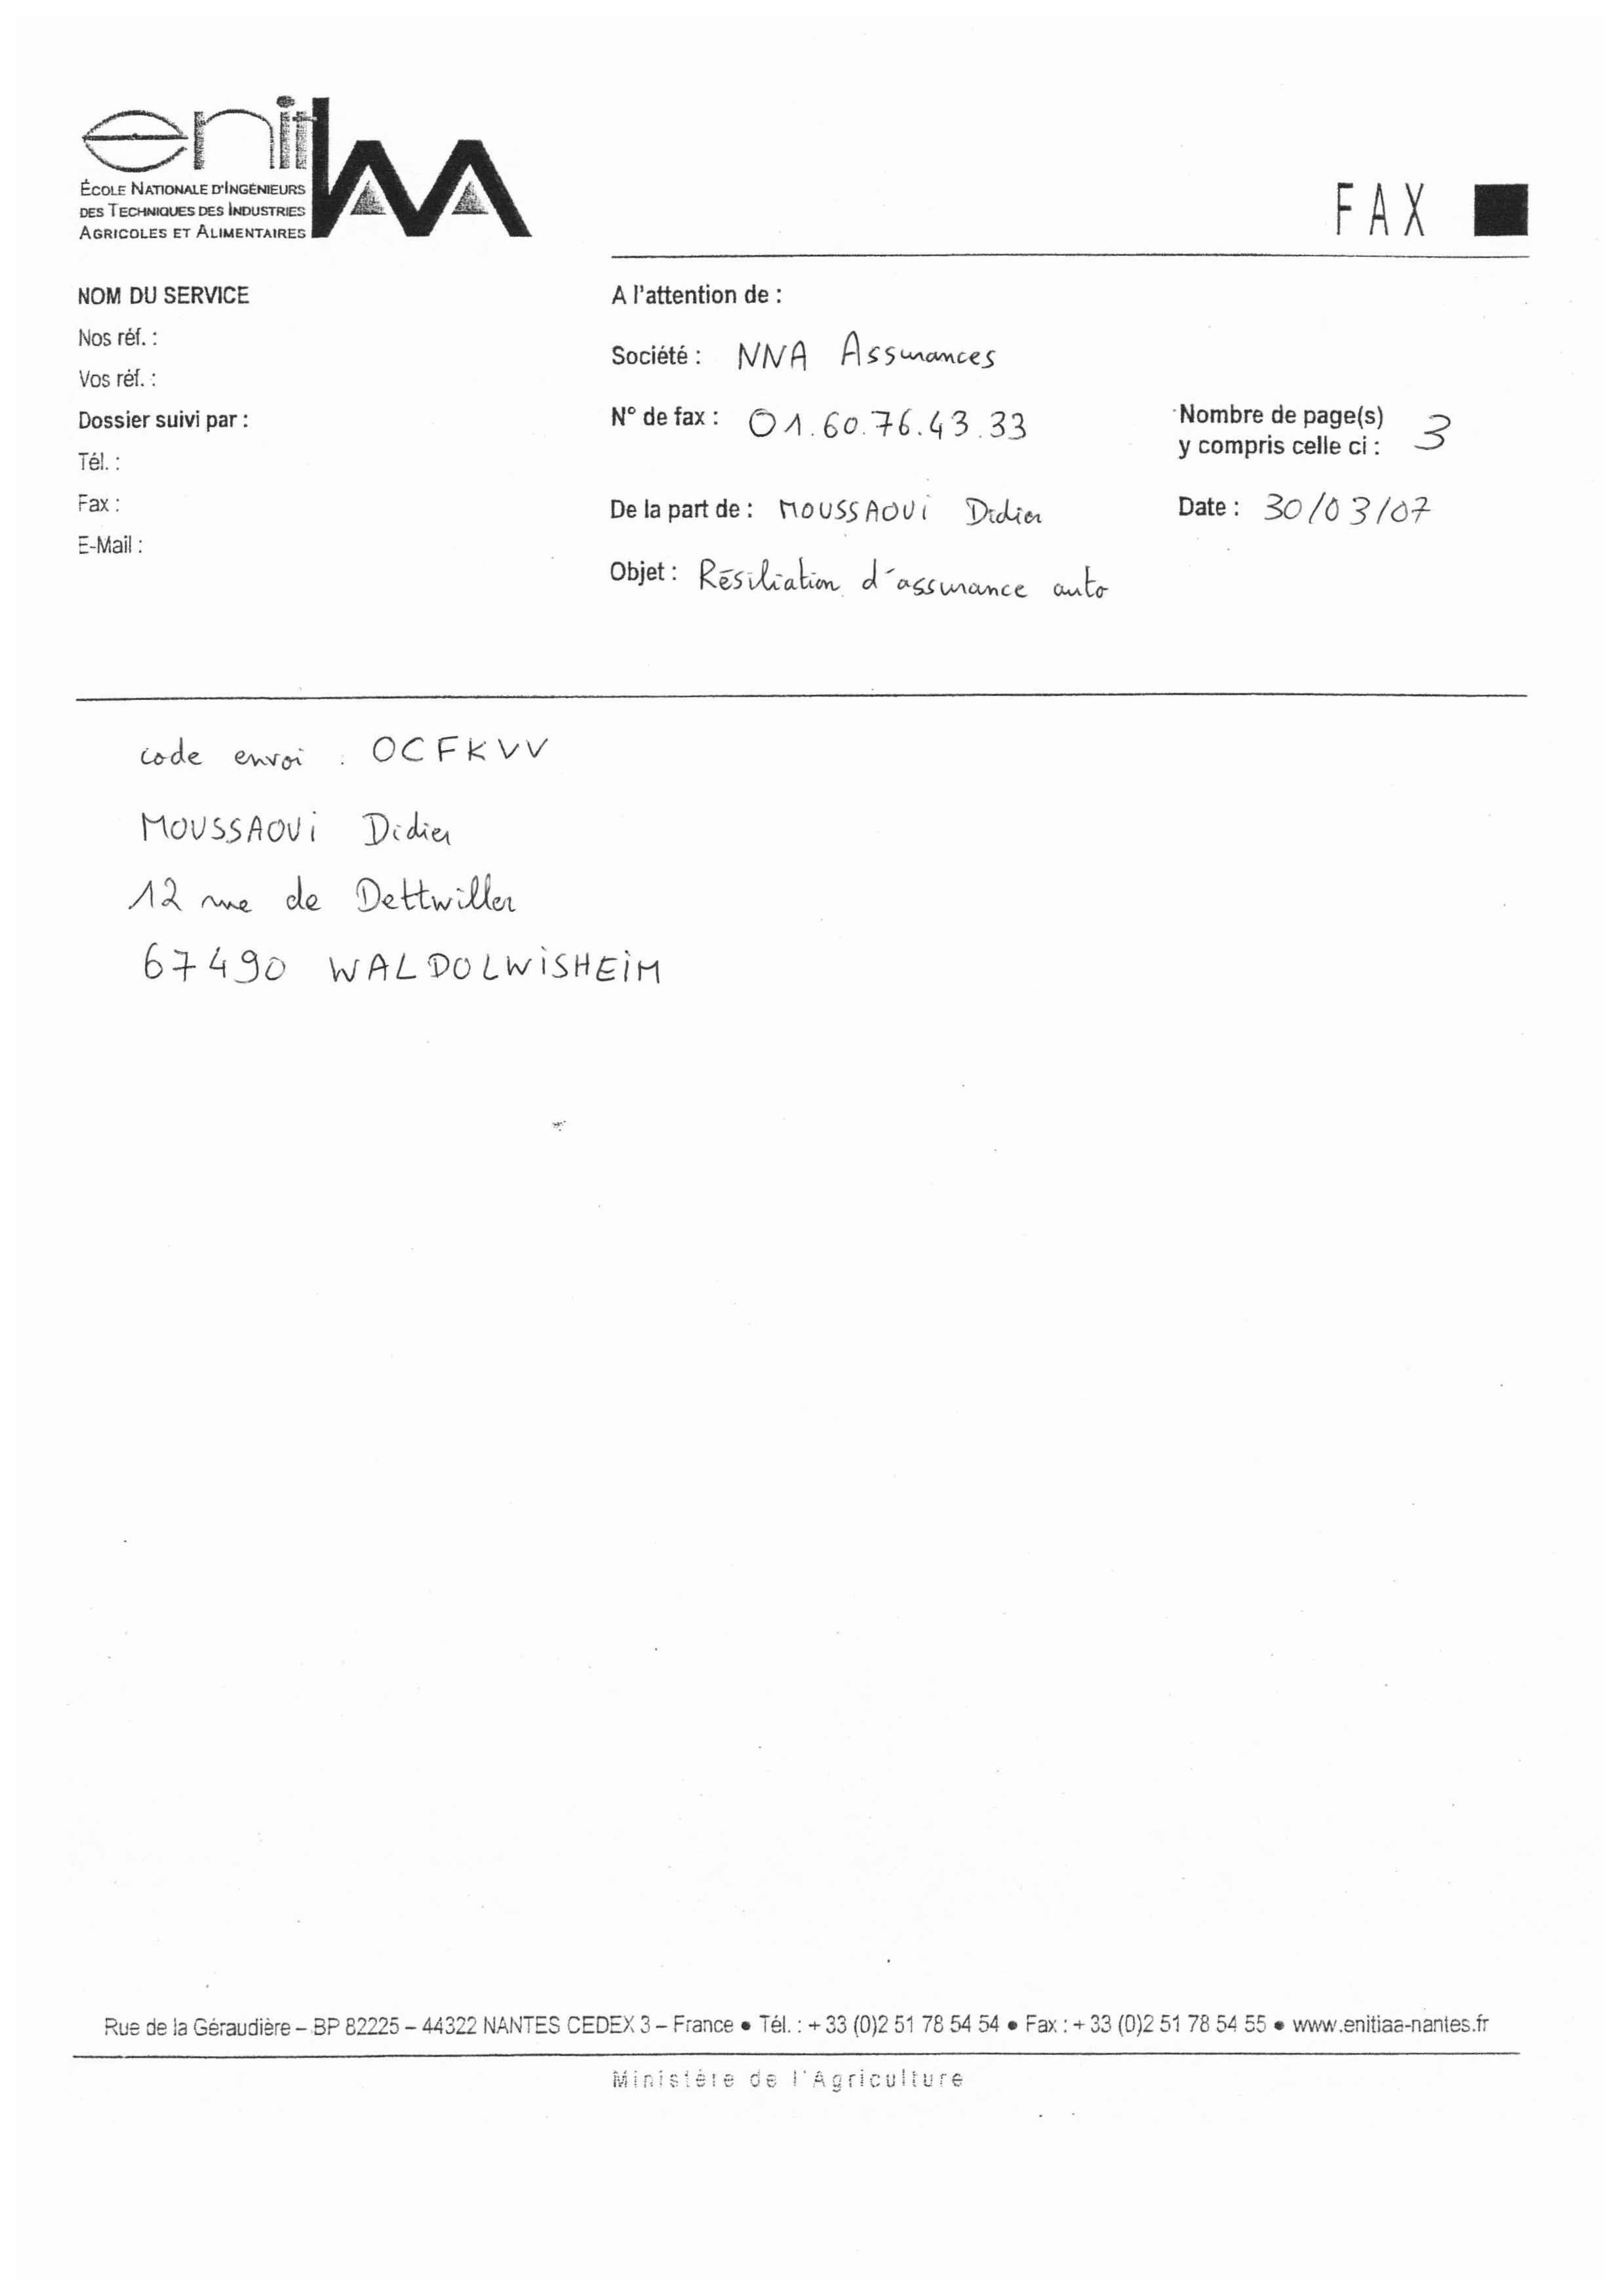 enitiaa
ÉCOLE NATIONALE D'INGÉNIEURS
DES TECHNIQUES DES INDUSTRIES
AGRICOLES ET ALIMENTAIRES
FAX
NOM DU SERVICE
Nos réf. :
Vos réf. :
Dossier suivi par :
Tél. :
Fax :
E-Mail :
A l'attention de :
Société : NNA Assurances
N° de fax : 01.60.76.43.33
Nombre de page(s)
y compris celle ci : 3
De la part de : MOUSSAOUi Didier
Date : 30/03/07
Objet : Résiliation d'assurance auto
code envoi : OCFKVV
MOUSSAOUi Didier
12 rue de Dettwiller
67490 WALDOLWiSHEiM
Rue de la Géraudière – BP 82225 – 44322 NANTES CEDEX 3 – France • Tél. : + 33 (0)2 51 78 54 54 • Fax : + 33 (0)2 51 78 54 55 • www.enitiaa-nantes.fr
Ministère de l'Agriculture